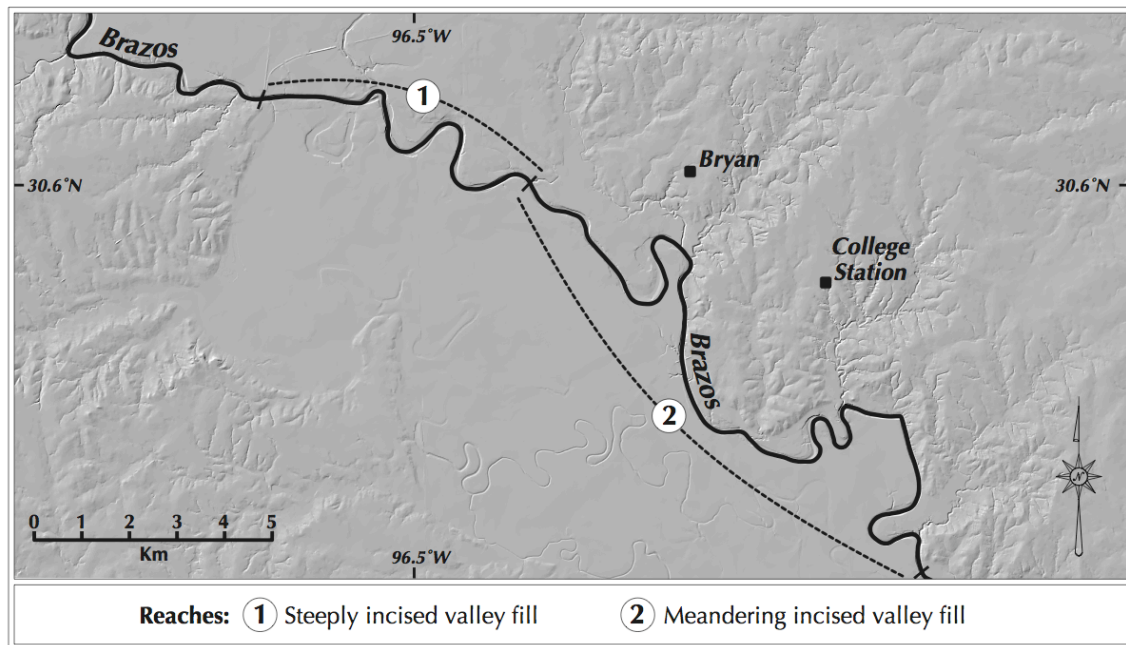 96.5°W
Brazos
1
30.6°N
Bryan
30.6°N
College
Station
Brazos
2
N
0 1 2 3 4 5
Km
96.5°W
Reaches: 1 Steeply incised valley fill 2 Meandering incised valley fill